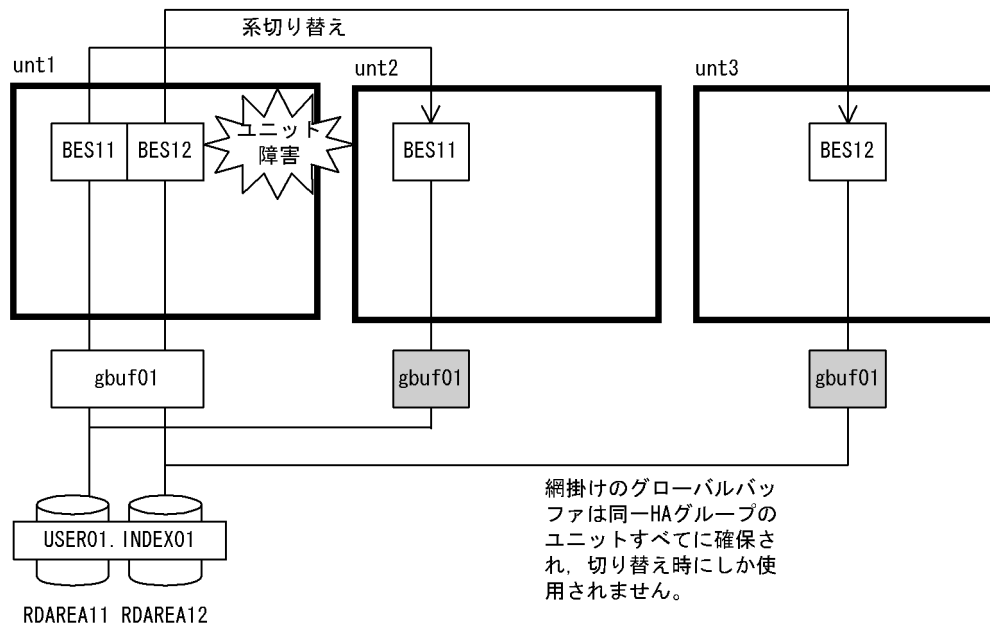 系切り替え
unt1
unt2
unt3
ユニット
障害
BES11
BES12
BES11
BES12
gbuf01
gbuf01
gbuf01
網掛けのグローバルバッ
ファは同一HAグループの
ユニットすべてに確保さ
れ，切り替え時にしか使
用されません。
USER01.INDEX01
RDAREA11
RDAREA12